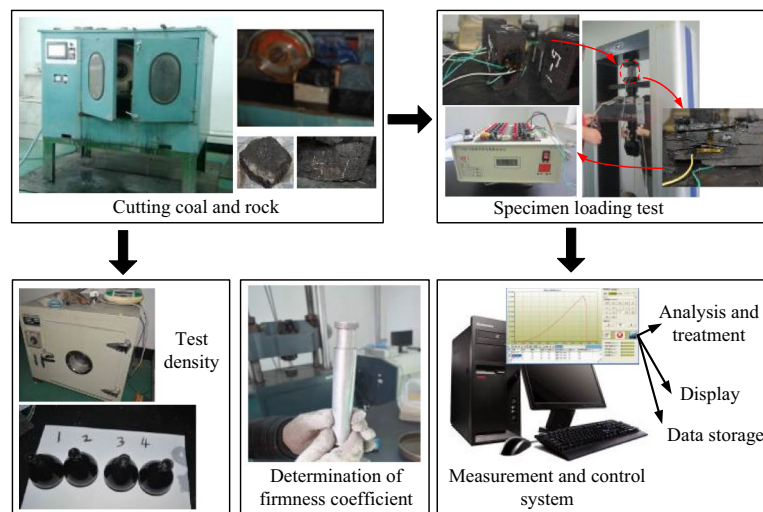 Cutting coal and rock
Specimen loading test
Test
density
1 2 3 4
Determination of
firmness coefficient
Analysis and
treatment
Display
Data storage
Measurement and control
system